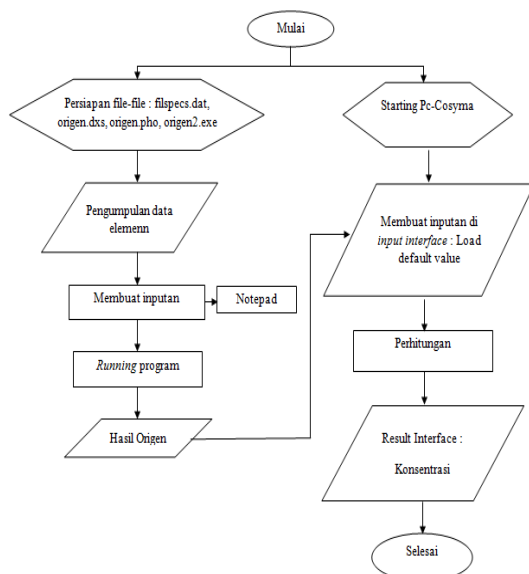 Mulai
Persiapan file-file : filspecs.dat,
origen.dxs, origen.pho, origen2.exe
Starting Pc-Cosyma
Pengumpulan data
elemenn
Membuat inputan di
input interface : Load
default value
Membuat inputan
Notepad
Perhitungan
Running program
Hasil Origen
Result Interface :
Konsentrasi
Selesai